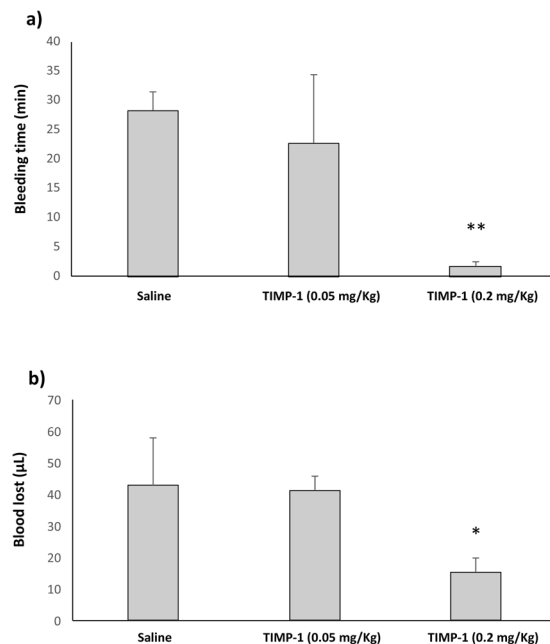 a)
Bleeding time (min)
40
35
30
25
20
15
10
5
0
**
Saline
TIMP-1 (0.05 mg/Kg)
TIMP-1 (0.2 mg/Kg)
b)
Blood lost (µL)
70
60
50
40
30
20
10
0
*
Saline
TIMP-1 (0.05 mg/Kg)
TIMP-1 (0.2 mg/Kg)